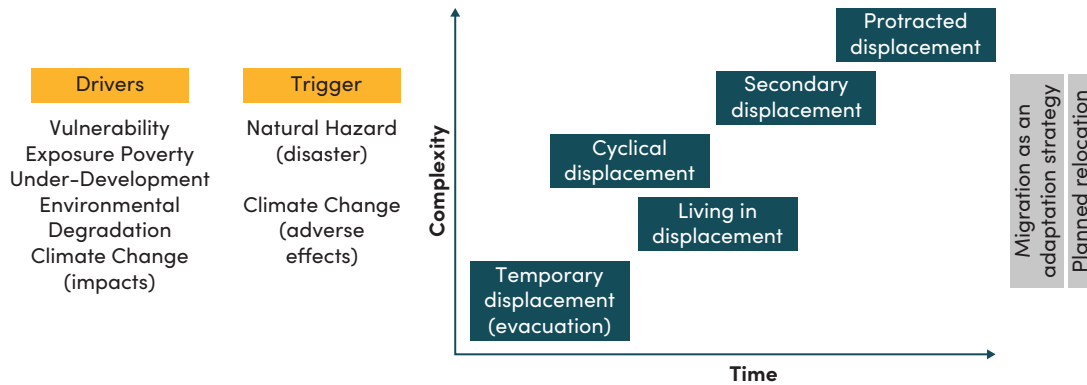 Drivers
Vulnerability
Exposure Poverty
Under-Development
Environmental
Degradation
Climate Change
(impacts)
Trigger
Natural Hazard
(disaster)
Climate Change
(adverse
effects)
Complexity
Protracted
displacement
Secondary
displacement
Cyclical
displacement
Living in
displacement
Temporary
displacement
(evacuation)
Time
Migration as an
adaptation strategy
Planned relocation